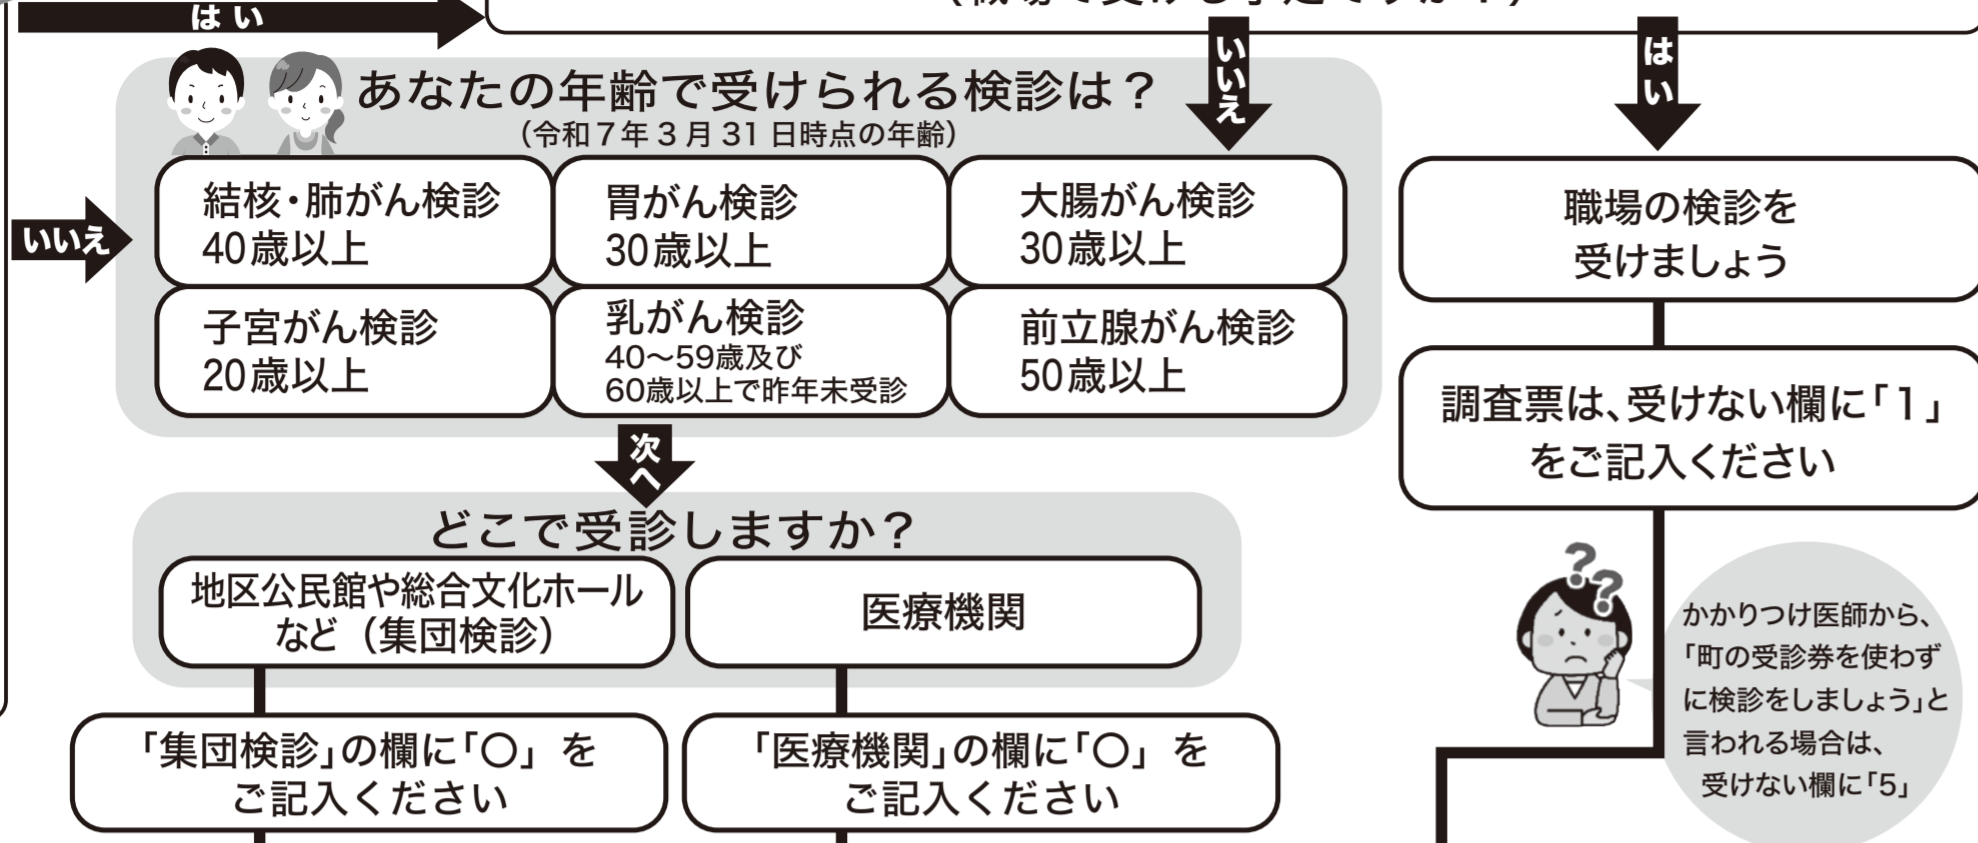 はい
いいえ
はい
あなたの年齢で受けられる検診は？
（令和７年３月31日時点の年齢）
いいえ
結核・肺がん検診
40歳以上
胃がん検診
30歳以上
大腸がん検診
30歳以上
子宮がん検診
20歳以上
乳がん検診
40～59歳及び
60歳以上で昨年未受診
前立腺がん検診
50歳以上
職場の検診を
受けましょう
調査票は、受けない欄に「1」
をご記入ください
次へ
どこで受診しますか？
地区公民館や総合文化ホール
など（集団検診）
医療機関
「集団検診」の欄に「〇」を
ご記入ください
「医療機関」の欄に「〇」を
ご記入ください
??
かかりつけ医師から、
「町の受診券を使わず
に検診をしましょう」と
言われる場合は、
受けない欄に「5」